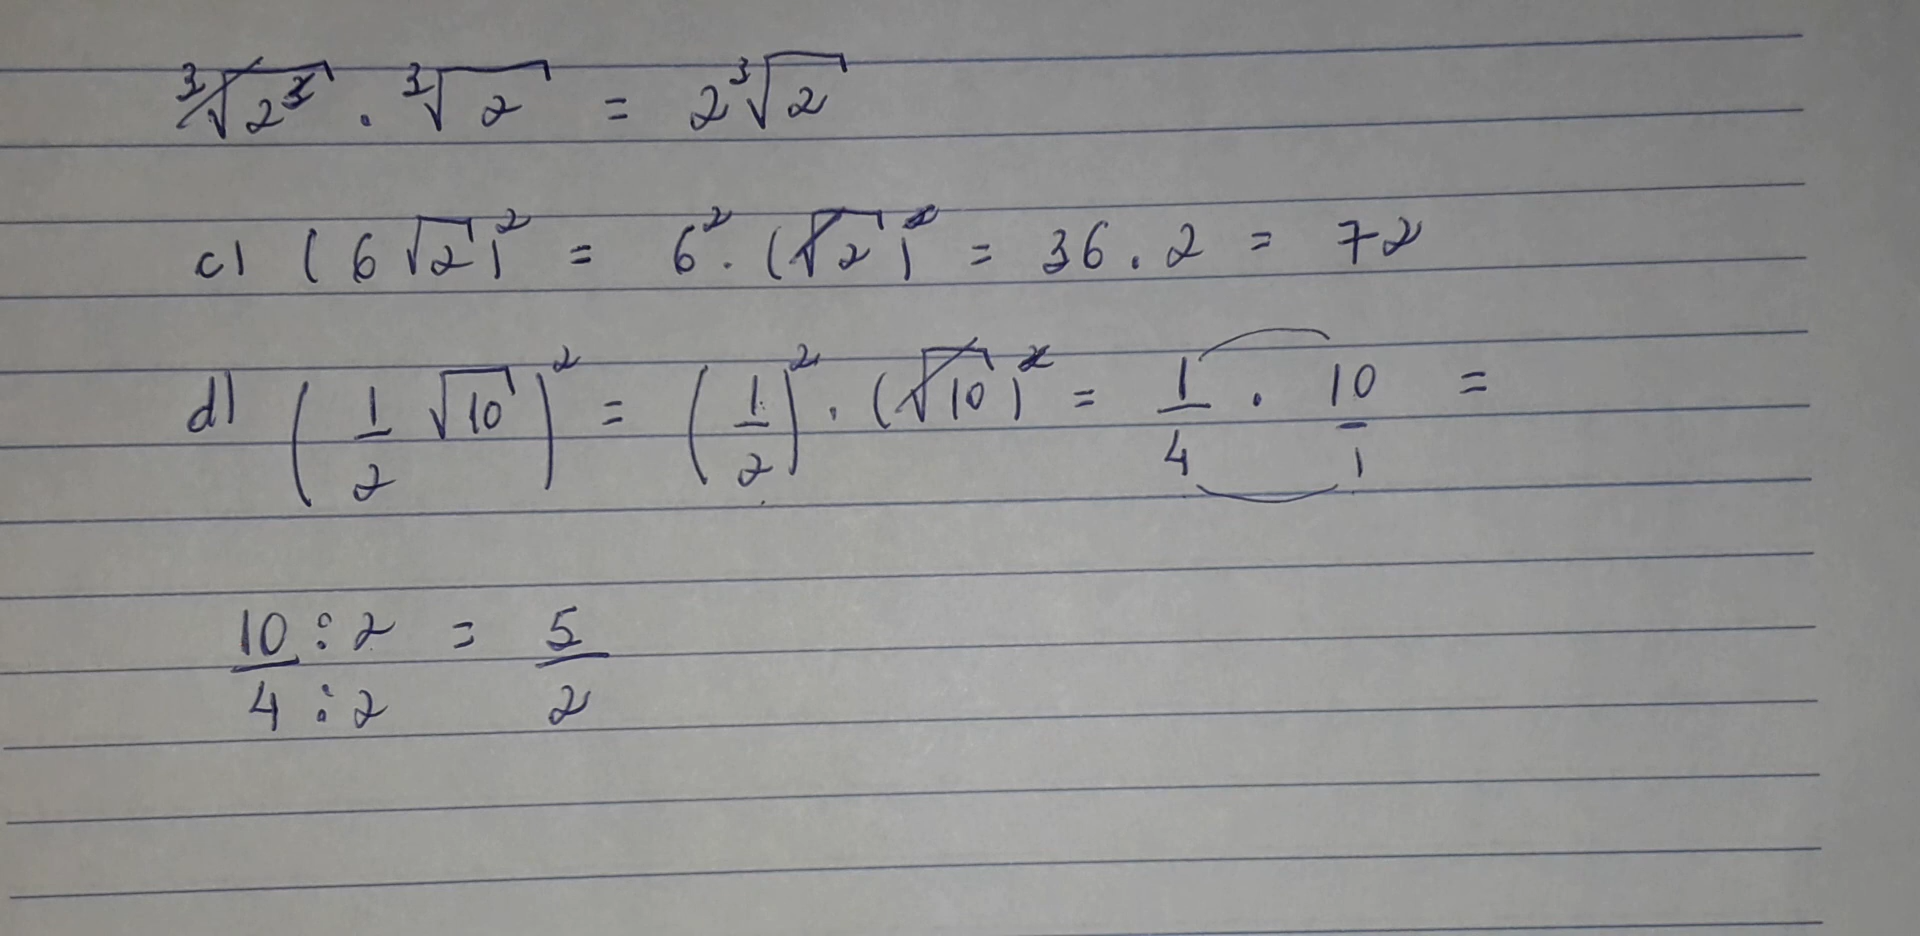 ∛2³ . ∛2 = 2∛2
c) (6√2)² = 6² . (√2)² = 36 . 2 = 72
d) (1/2 √10)² = (1/2)² . (√10)² = 1/4 . 10/1 =
10:2/4:2 = 5/2